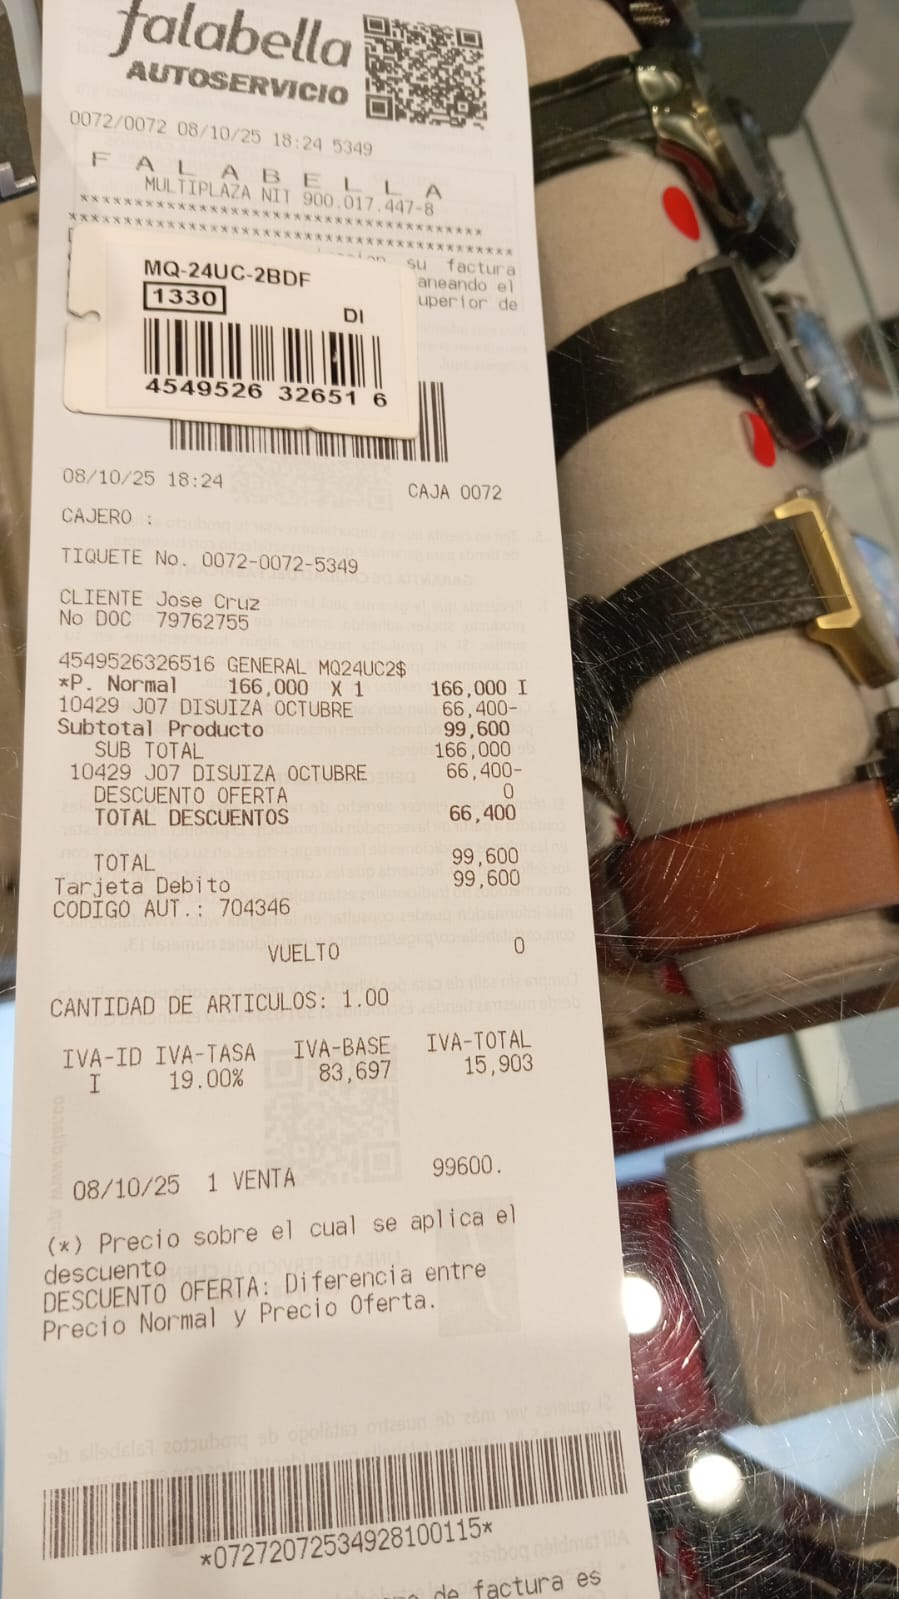 falabella
AUTOSERVICIO
0072/0072 08/10/25 18:24 5349
F A L A B E L L A
MULTIPLAZA NIT 900.017.447-8
su factura
aneando el
uperior de
MQ-24UC-2BDF
1330
DI
4549526 32651 6
08/10/25 18:24
CAJA 0072
CAJERO :
TIQUETE No. 0072-0072-5349
CLIENTE Jose Cruz
No DOC 79762755
4549526326516 GENERAL MQ24UC2$
*P. Normal 166,000 X 1 166,000 I
10429 J07 DISUIZA OCTUBRE 66,400-
Subtotal Producto 99,600
SUB TOTAL 166,000
10429 J07 DISUIZA OCTUBRE 66,400-
DESCUENTO OFERTA 0
TOTAL DESCUENTOS 66,400
TOTAL 99,600
Tarjeta Debito 99,600
CODIGO AUT.: 704346
VUELTO 0
CANTIDAD DE ARTICULOS: 1.00
IVA-ID IVA-TASA IVA-BASE IVA-TOTAL
I 19.00% 83,697 15,903
08/10/25 1 VENTA 99600.
(*) Precio sobre el cual se aplica el
descuento
DESCUENTO OFERTA: Diferencia entre
Precio Normal y Precio Oferta.
*07272072534928100115*
de factura es